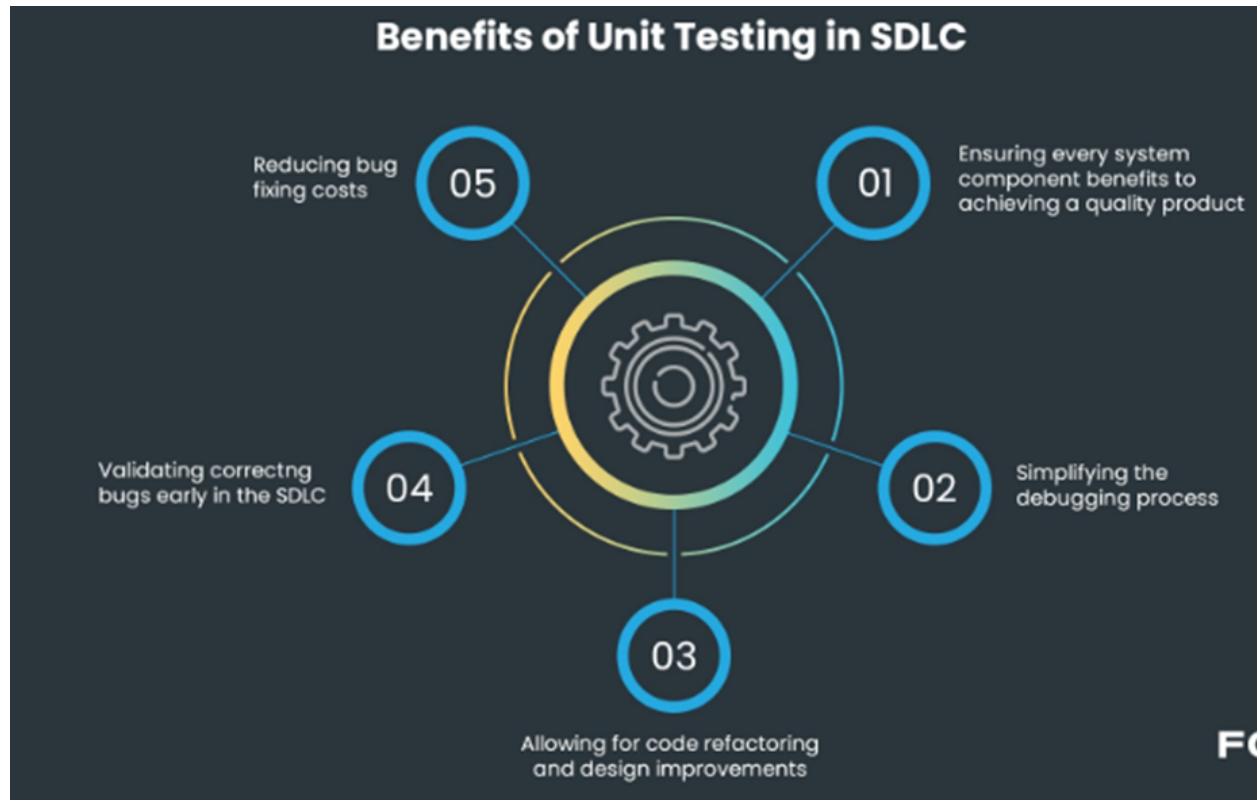 Benefits of Unit Testing in SDLC
01
Ensuring every system
component benefits to
achieving a quality product
02
Simplifying the
debugging process
03
Allowing for code refactoring
and design improvements
04
Validating correctng
bugs early in the SDLC
05
Reducing bug
fixing costs